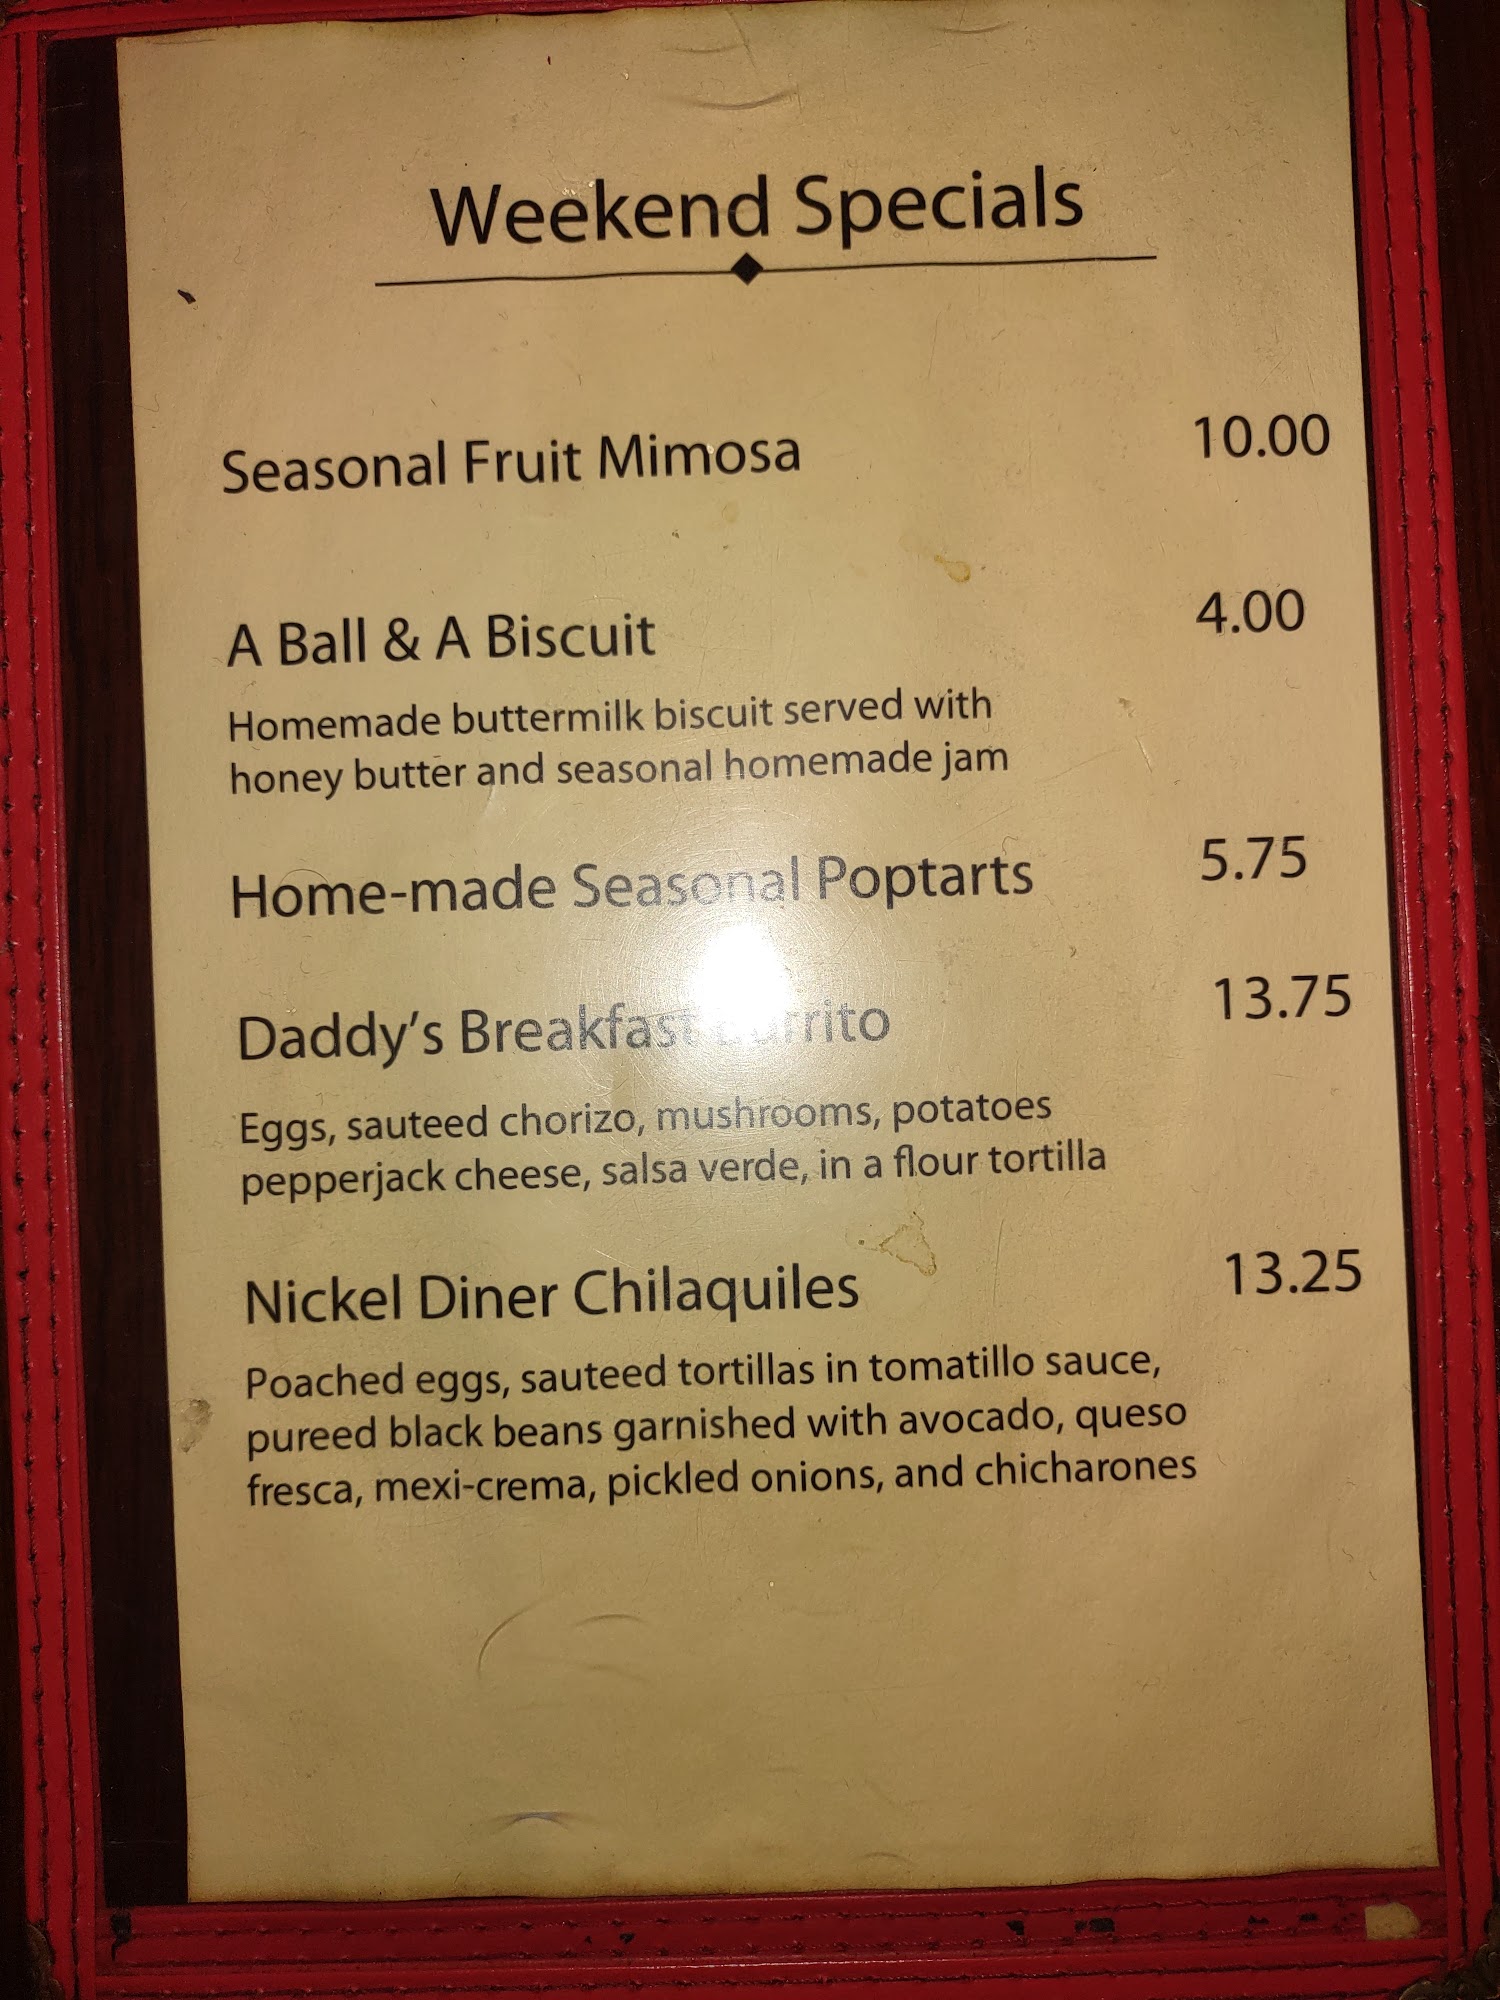 Weekend Specials
Seasonal Fruit Mimosa 10.00
A Ball & A Biscuit 4.00
Homemade buttermilk biscuit served with
honey butter and seasonal homemade jam
Home-made Seasonal Poptarts 5.75
Daddy's Breakfast Burrito 13.75
Eggs, sauteed chorizo, mushrooms, potatoes
pepperjack cheese, salsa verde, in a flour tortilla
Nickel Diner Chilaquiles 13.25
Poached eggs, sauteed tortillas in tomatillo sauce,
pureed black beans garnished with avocado, queso
fresca, mexi-crema, pickled onions, and chicharones